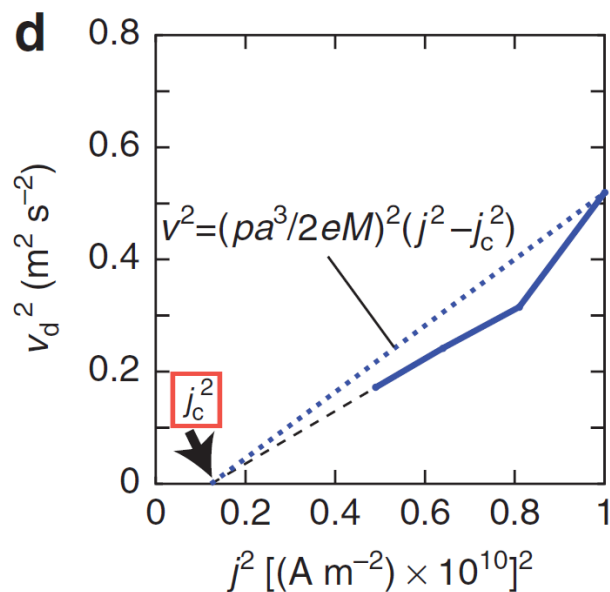 d
0.8
0.6
0.4
0.2
0
v_d^2 (m^2 s^−2)
v^2=(pa^3/2eM)^2(j^2−j_c^2)
j_c^2
0 0.2 0.4 0.6 0.8 1
j^2 [(A m^−2) × 10^10]^2